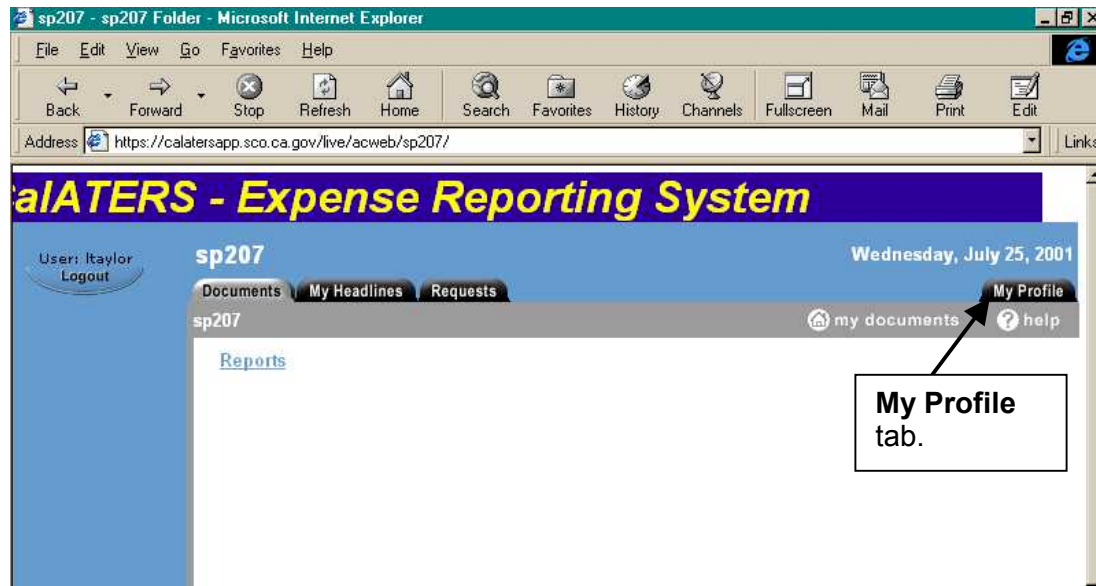 sp207 - sp207 Folder - Microsoft Internet Explorer
File Edit View Go Favorites Help
Back Forward Stop Refresh Home Search Favorites History Channels Fullscreen Mail Print Edit
Address https://calatersapp.sco.ca.gov/live/acweb/sp207/ Links
CalATERS - Expense Reporting System
User: ltaylor
Logout
sp207
Wednesday, July 25, 2001
Documents My Headlines Requests My Profile
sp207 my documents ? help
Reports
My Profile
tab.